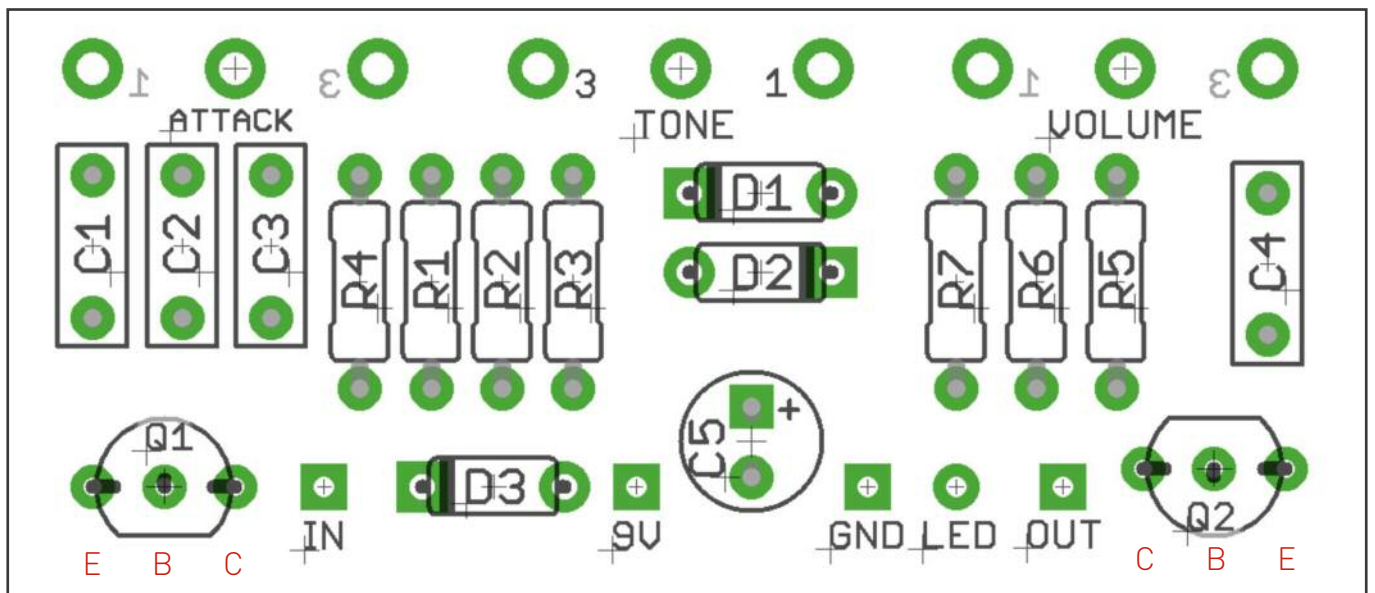 1 3 3 1 1 3
ATTACK TONE VOLUME
D1
C1 C2 C3 R4 R1 R2 R3 D2 R7 R6 R5 C4
+
Q1 C5
D3 Q2
IN 9V GND LED OUT
E B C C B E